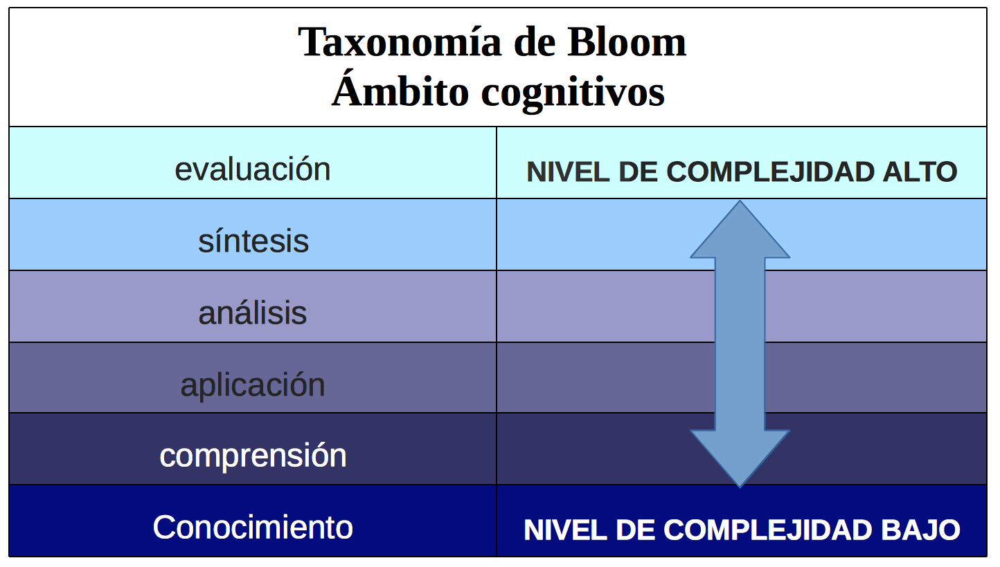 Taxonomía de Bloom
Ámbito cognitivos
evaluación
NIVEL DE COMPLEJIDAD ALTO
síntesis
análisis
aplicación
comprensión
Conocimiento
NIVEL DE COMPLEJIDAD BAJO